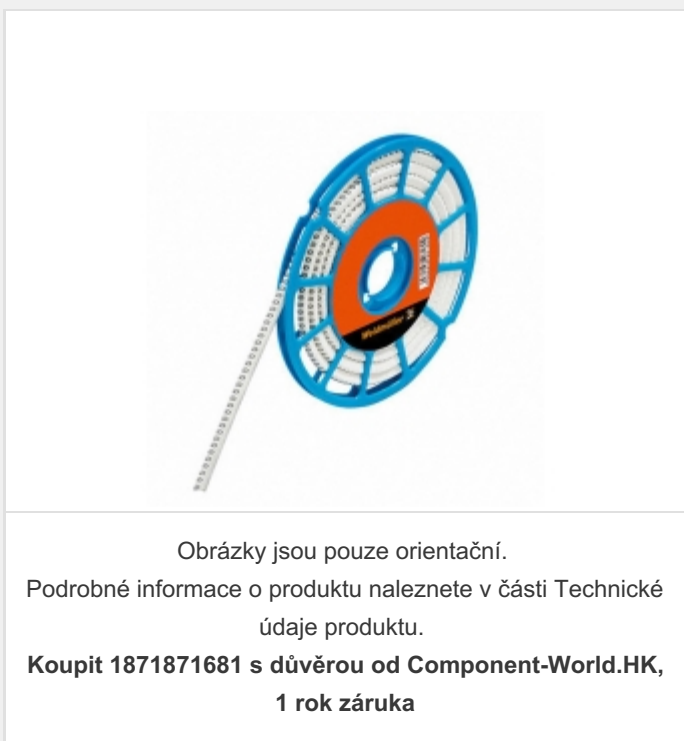 Weidmüller
Obrázky jsou pouze orientační.
Podrobné informace o produktu naleznete v části Technické
údaje produktu.
Koupit 1871871681 s důvěrou od Component-World.HK,
1 rok záruka